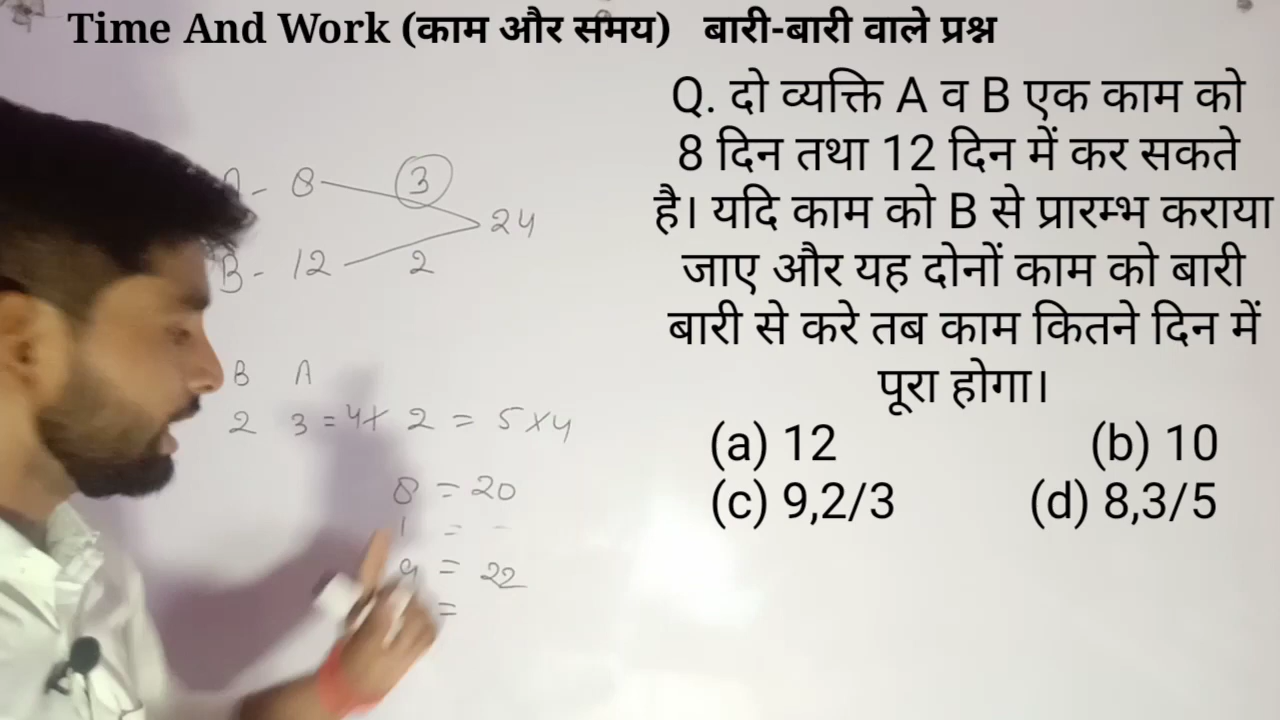 Time And Work (काम और समय) बारी-बारी वाले प्रश्न
Q. दो व्यक्ति A व B एक काम को
8 दिन तथा 12 दिन में कर सकते
है। यदि काम को B से प्रारम्भ कराया
जाए और यह दोनों काम को बारी
बारी से करे तब काम कितने दिन में
पूरा होगा।
(a) 12 (b) 10
(c) 9,2/3 (d) 8,3/5
A - 8 3
24
B - 12 2
B A
2 3 = 4x 2 = 5x4
8 = 20
1 = -
9 = 22
=